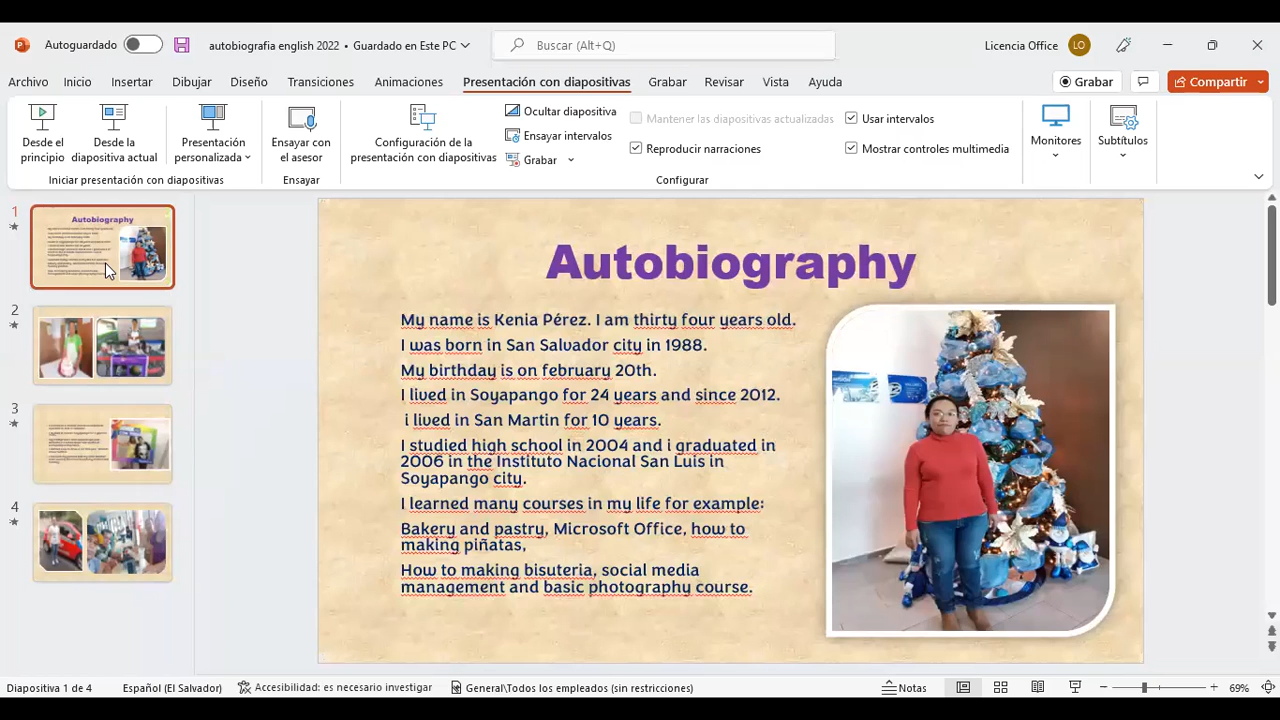 Autoguardado
autobiografia english 2022 • Guardado en Este PC
Buscar (Alt+Q)
Licencia Office
LO
Archivo Inicio Insertar Dibujar Diseño Transiciones Animaciones Presentación con diapositivas Grabar Revisar Vista Ayuda
Grabar
Compartir
Desde el principio
Desde la diapositiva actual
Presentación personalizada
Iniciar presentación con diapositivas
Ensayar con el asesor
Ensayar
Configuración de la presentación con diapositivas
Ocultar diapositiva
Ensayar intervalos
Grabar
Mantener las diapositivas actualizadas
Reproducir narraciones
Usar intervalos
Mostrar controles multimedia
Configurar
Monitores
Subtítulos
1
Autobiography
2
3
4
Autobiography
My name is Kenia Pérez. I am thirty four years old.
I was born in San Salvador city in 1988.
My birthday is on february 20th.
I lived in Soyapango for 24 years and since 2012.
i lived in San Martin for 10 years.
I studied high school in 2004 and i graduated in
2006 in the Instituto Nacional San Luis in
Soyapango city.
I learned many courses in my life for example:
Bakery and pastry, Microsoft Office, how to
making piñatas,
How to making bisuteria, social media
management and basic photography course.
Diapositiva 1 de 4
Español (El Salvador)
Accesibilidad: es necesario investigar
General\Todos los empleados (sin restricciones)
Notas
69%